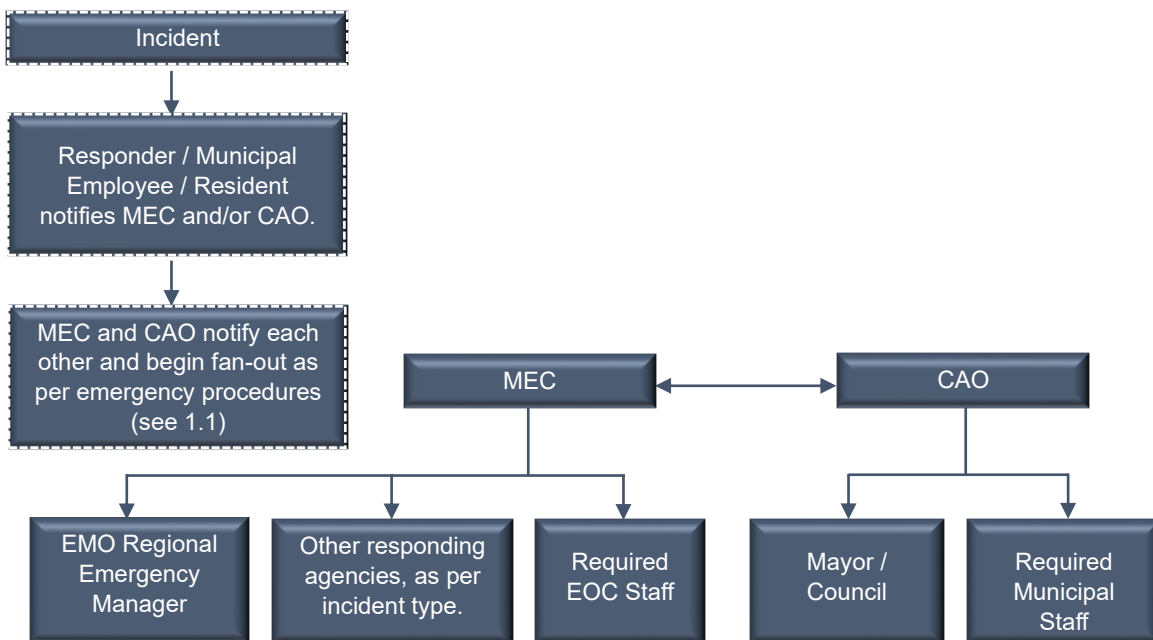 Incident
Responder / Municipal
Employee / Resident
notifies MEC and/or CAO.
MEC and CAO notify each
other and begin fan-out as
per emergency procedures
(see 1.1)
MEC
CAO
EMO Regional
Emergency
Manager
Other responding
agencies, as per
incident type.
Required
EOC Staff
Mayor /
Council
Required
Municipal
Staff